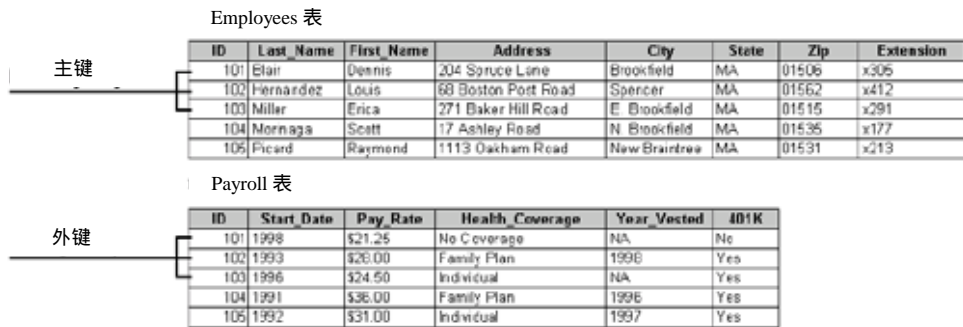 Employees 表
主键
ID Last_Name First_Name Address City State Zip Extension
101 Blair Dennis 204 Spruce Lane Brookfield MA 01506 x305
102 Hernandez Louis 68 Boston Post Road Spencer MA 01562 x412
103 Miller Erica 271 Baker Hill Road E. Brookfield MA 01515 x291
104 Morinaga Scott 17 Ashley Road N. Brookfield MA 01535 x177
105 Picard Raymond 1113 Oakham Road New Braintree MA 01531 x213
Payroll 表
外键
ID Start_Date Pay_Rate Health_Coverage Year_Vested 401K
101 1998 $21.25 No Coverage NA No
102 1993 $28.00 Family Plan 1998 Yes
103 1996 $24.50 Individual NA Yes
104 1991 $36.00 Family Plan 1996 Yes
105 1992 $31.00 Individual 1997 Yes